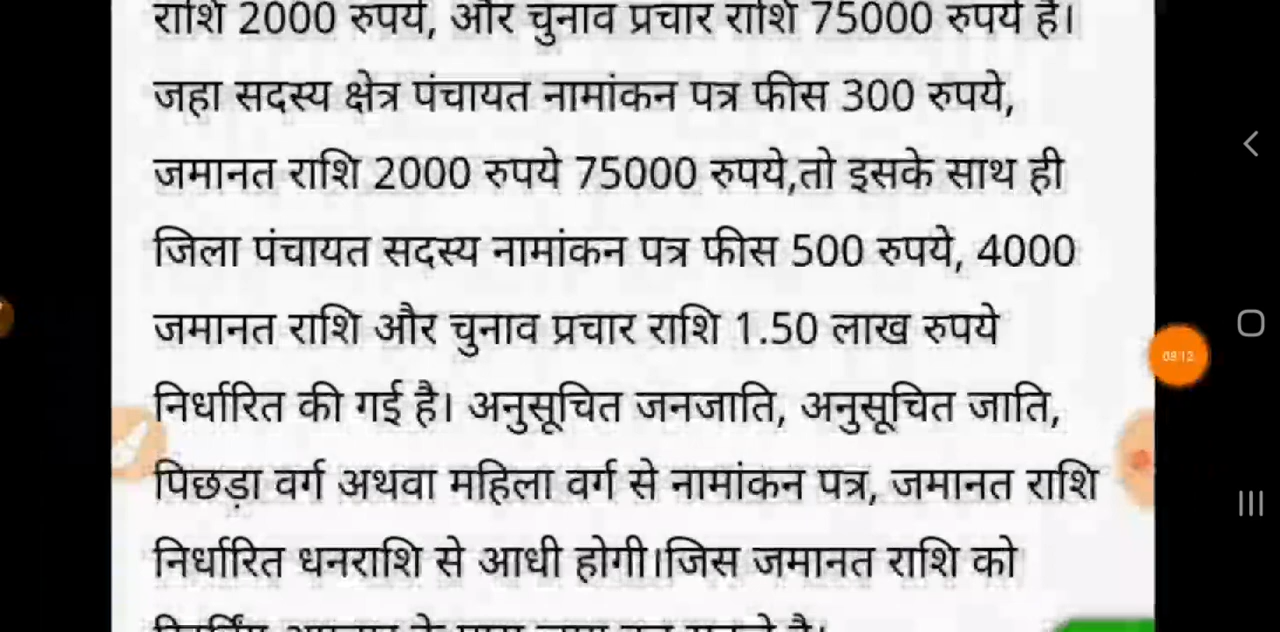 राशि 2000 रुपये, और चुनाव प्रचार राशि 75000 रुपये है।
जहा सदस्य क्षेत्र पंचायत नामांकन पत्र फीस 300 रुपये,
जमानत राशि 2000 रुपये 75000 रुपये,तो इसके साथ ही
जिला पंचायत सदस्य नामांकन पत्र फीस 500 रुपये, 4000
जमानत राशि और चुनाव प्रचार राशि 1.50 लाख रुपये
08:12
निर्धारित की गई है। अनुसूचित जनजाति, अनुसूचित जाति,
पिछड़ा वर्ग अथवा महिला वर्ग से नामांकन पत्र, जमानत राशि
निर्धारित धनराशि से आधी होगी।जिस जमानत राशि को